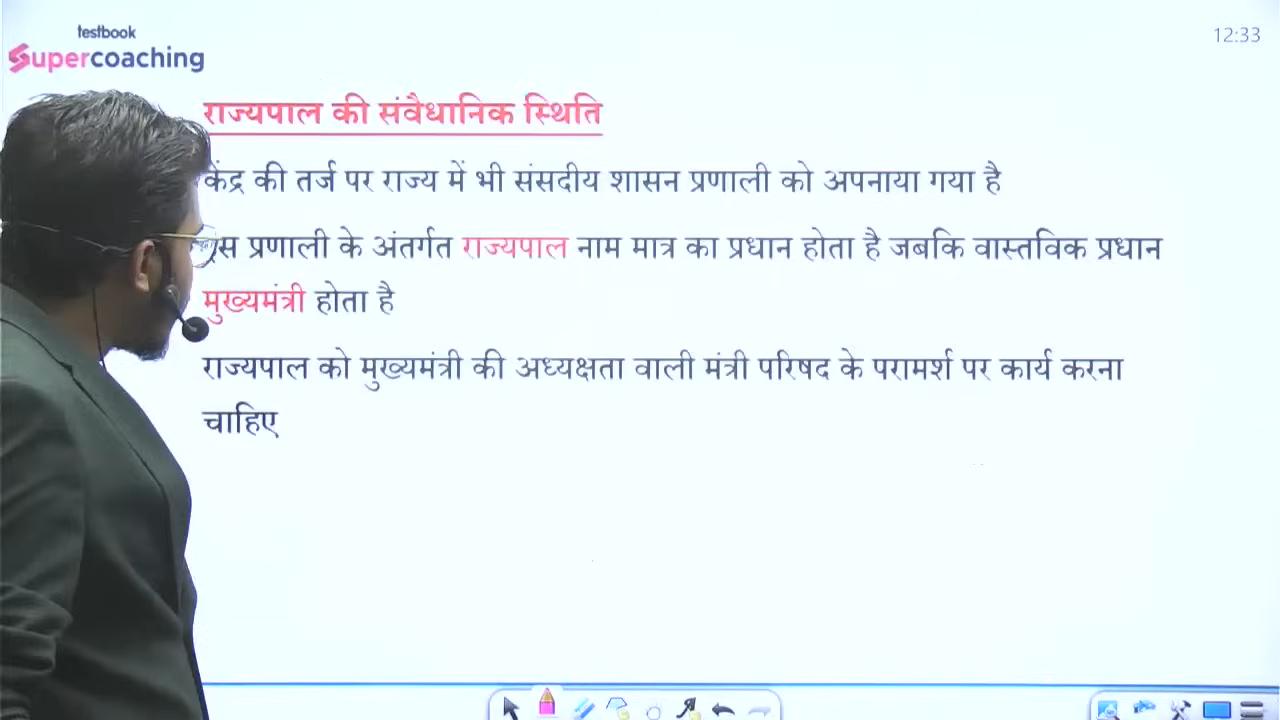 testbook
Supercoaching
12:33
राज्यपाल की संवैधानिक स्थिति
केंद्र की तर्ज पर राज्य में भी संसदीय शासन प्रणाली को अपनाया गया है
प्रणाली के अंतर्गत राज्यपाल नाम मात्र का प्रधान होता है जबकि वास्तविक प्रधान
मुख्यमंत्री होता है
राज्यपाल को मुख्यमंत्री की अध्यक्षता वाली मंत्री परिषद के परामर्श पर कार्य करना
चाहिए